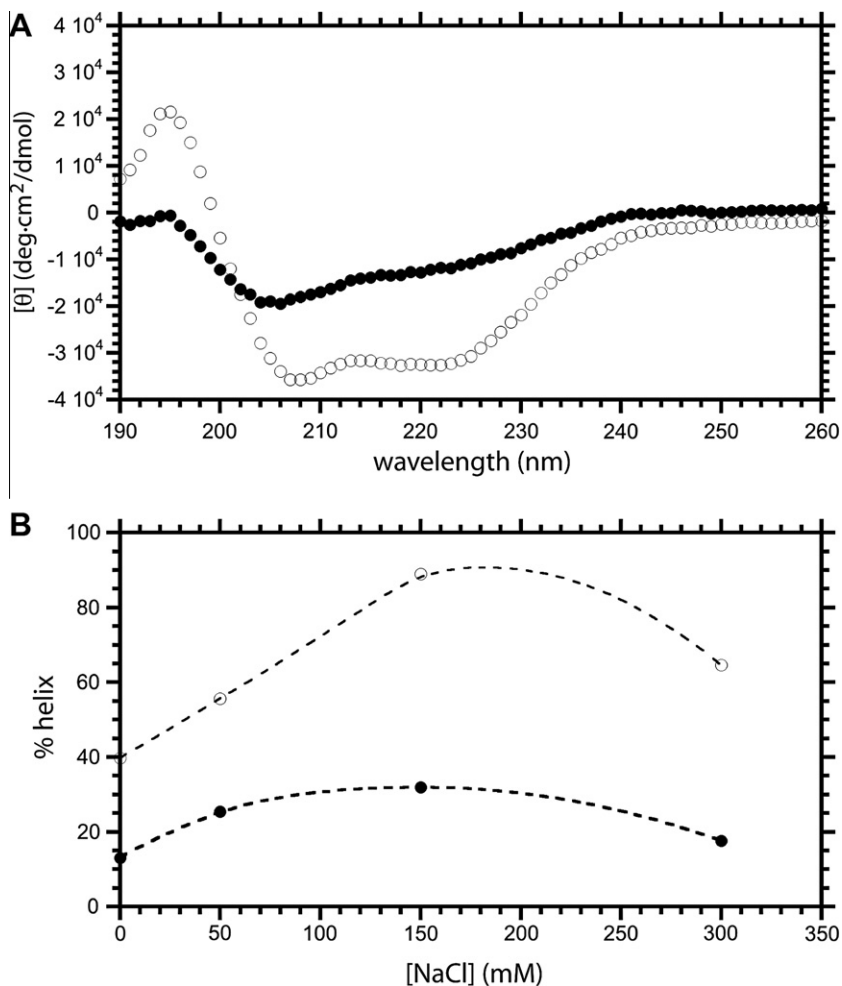 A
4 10⁴
3 10⁴
2 10⁴
1 10⁴
0
-1 10⁴
-2 10⁴
-3 10⁴
-4 10⁴
[θ] (deg·cm²/dmol)
190 200 210 220 230 240 250 260
wavelength (nm)
B
100
80
60
40
20
0
% helix
0 50 100 150 200 250 300 350
[NaCl] (mM)